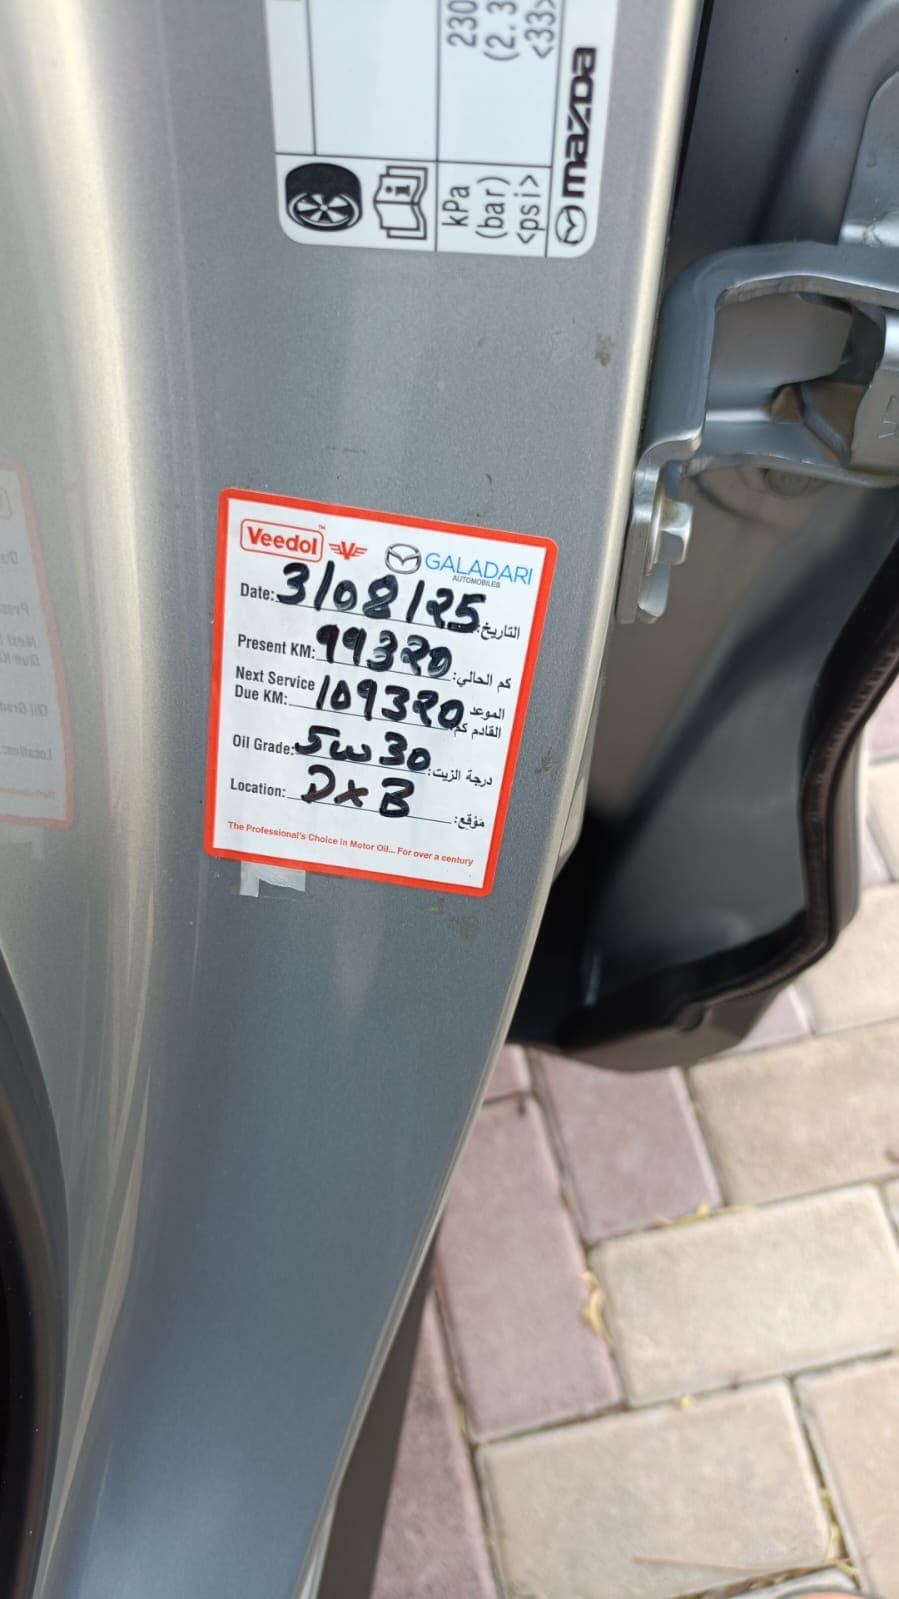 230
(2.3
<33>
kPa
(bar)
<psi>
mazda
Veedol™ GALADARI
AUTOMOBILES
Date: 3/08/25 التاريخ:
Present KM: 99320 كم الحالي:
Next Service الموعد
Due KM: 109320 القادم كم:
Oil Grade: 5w30 درجة الزيت:
Location: DXB مَوْقع:
The Professional's Choice in Motor Oil... For over a century